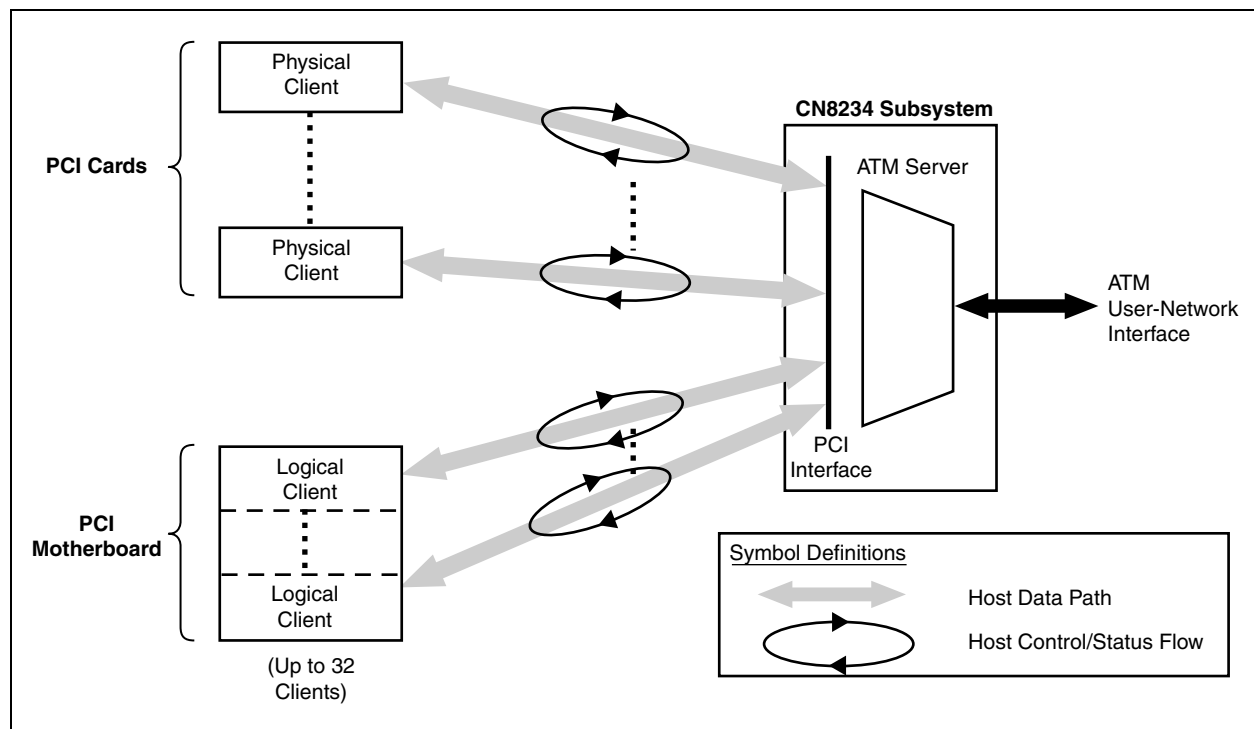 Physical
Client
PCI Cards
Physical
Client
CN8234 Subsystem
ATM Server
ATM
User-Network
Interface
PCI
Interface
PCI
Motherboard
Logical
Client
Logical
Client
(Up to 32
Clients)
Symbol Definitions
Host Data Path
Host Control/Status Flow